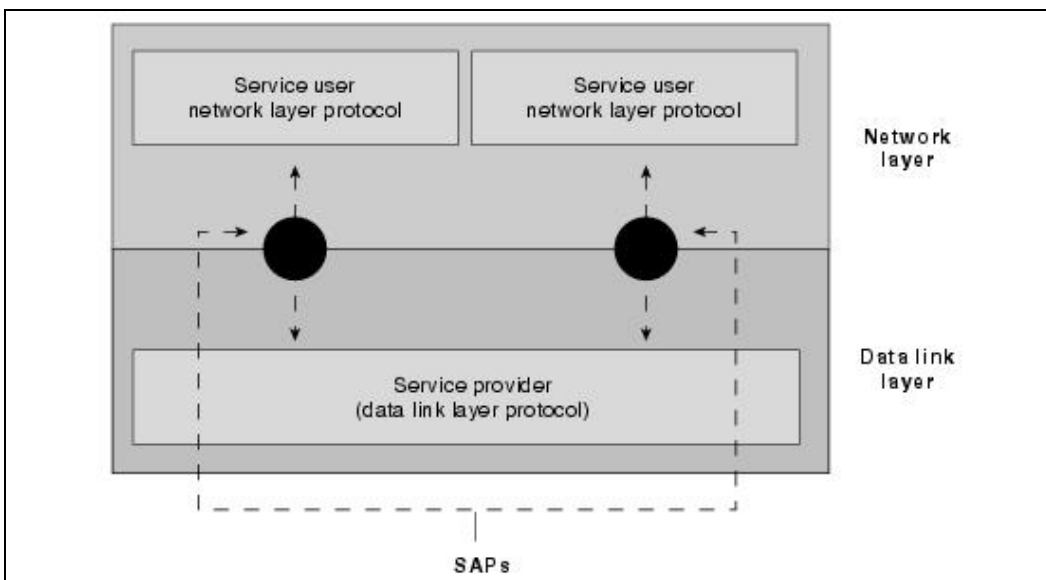 Service user
network layer protocol
Service user
network layer protocol
Network
layer
Service provider
(data link layer protocol)
Data link
layer
SAPs